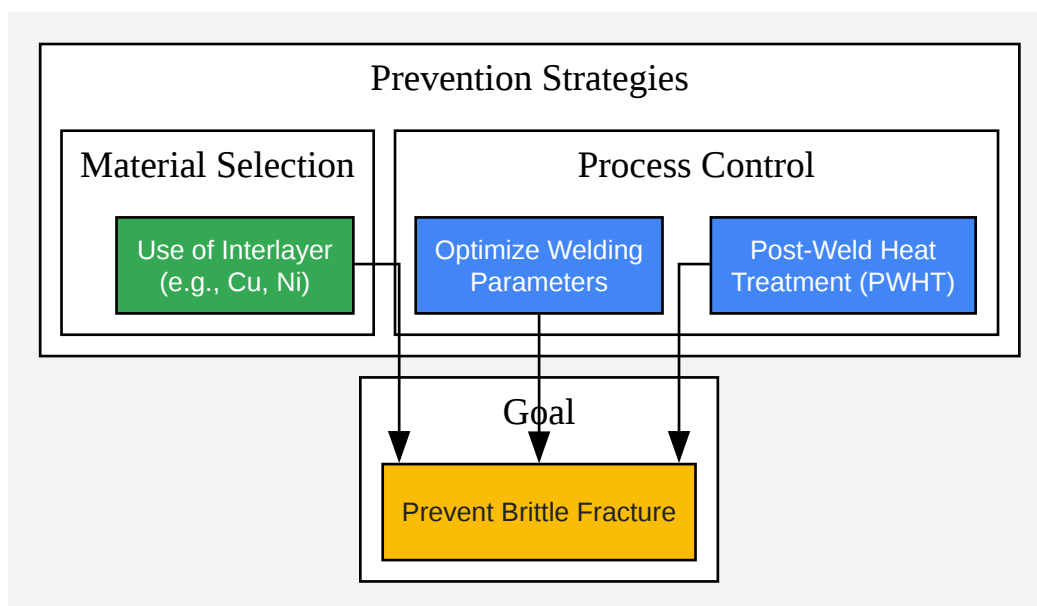 Prevention Strategies
Material Selection
Process Control
Use of Interlayer
(e.g., Cu, Ni)
Optimize Welding
Parameters
Post-Weld Heat
Treatment (PWHT)
Goal
Prevent Brittle Fracture